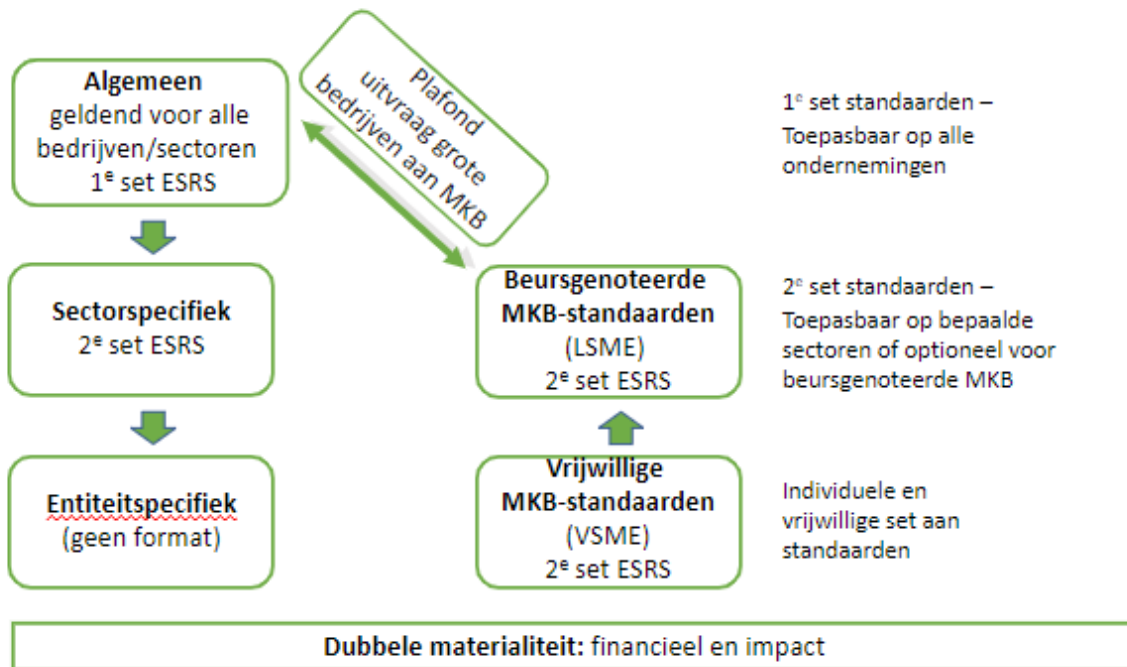 Algemeen
geldend voor alle
bedrijven/sectoren
1ᵉ set ESRS
Plafond
uitvraag grote
bedrijven aan MKB
1ᵉ set standaarden –
Toepasbaar op alle
ondernemingen
Sectorspecifiek
2ᵉ set ESRS
Beursgenoteerde
MKB-standaarden
(LSME)
2ᵉ set ESRS
2ᵉ set standaarden –
Toepasbaar op bepaalde
sectoren of optioneel voor
beursgenoteerde MKB
Entiteitspecifiek
(geen format)
Vrijwillige
MKB-standaarden
(VSME)
2ᵉ set ESRS
Individuele en
vrijwillige set aan
standaarden
Dubbele materialiteit: financieel en impact